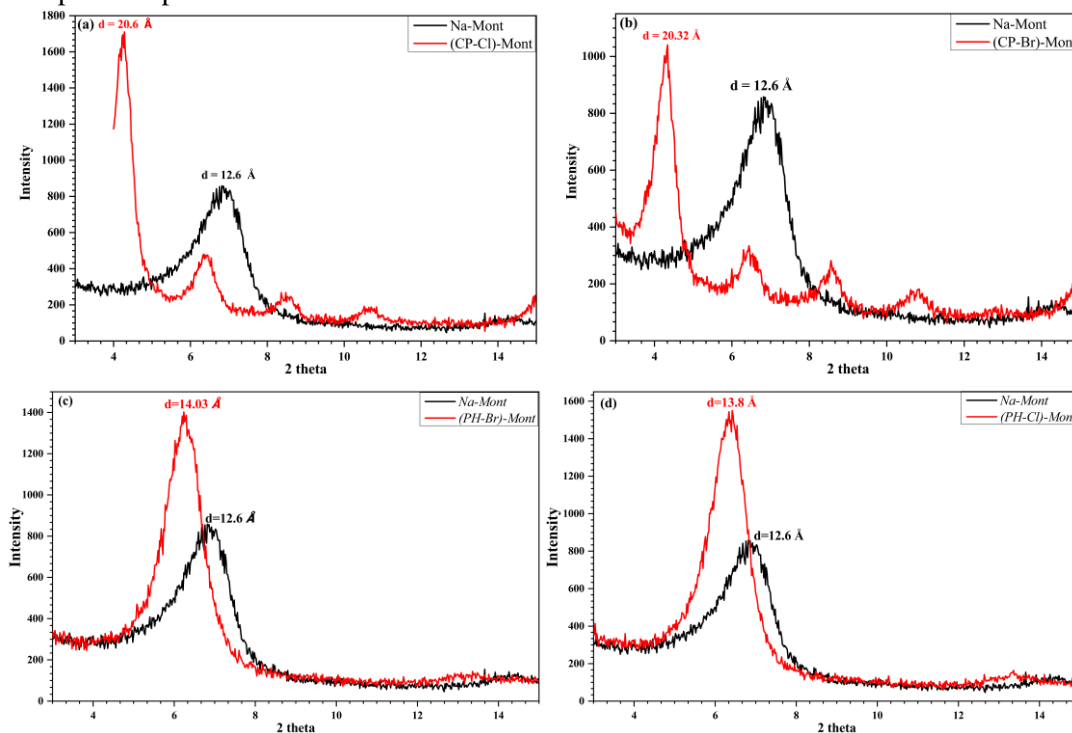 (a)
d = 20.6 Å
Na-Mont
(CP-Cl)-Mont
d = 12.6 Å
1800
1600
1400
1200
1000
800
600
400
200
0
Intensity
4 6 8 10 12 14
2 theta
(b)
d = 20.32 Å
Na-Mont
(CP-Br)-Mont
d = 12.6 Å
1000
800
600
400
200
0
Intensity
4 6 8 10 12 14
2 theta
(c)
d=14.03 Å
Na-Mont
(PH-Br)-Mont
d=12.6 Å
1400
1200
1000
800
600
400
200
0
Intensity
4 6 8 10 12 14
2 theta
(d)
d=13.8 Å
Na-Mont
(PH-Cl)-Mont
d=12.6 Å
1600
1400
1200
1000
800
600
400
200
0
Intensity
4 6 8 10 12 14
2 theta